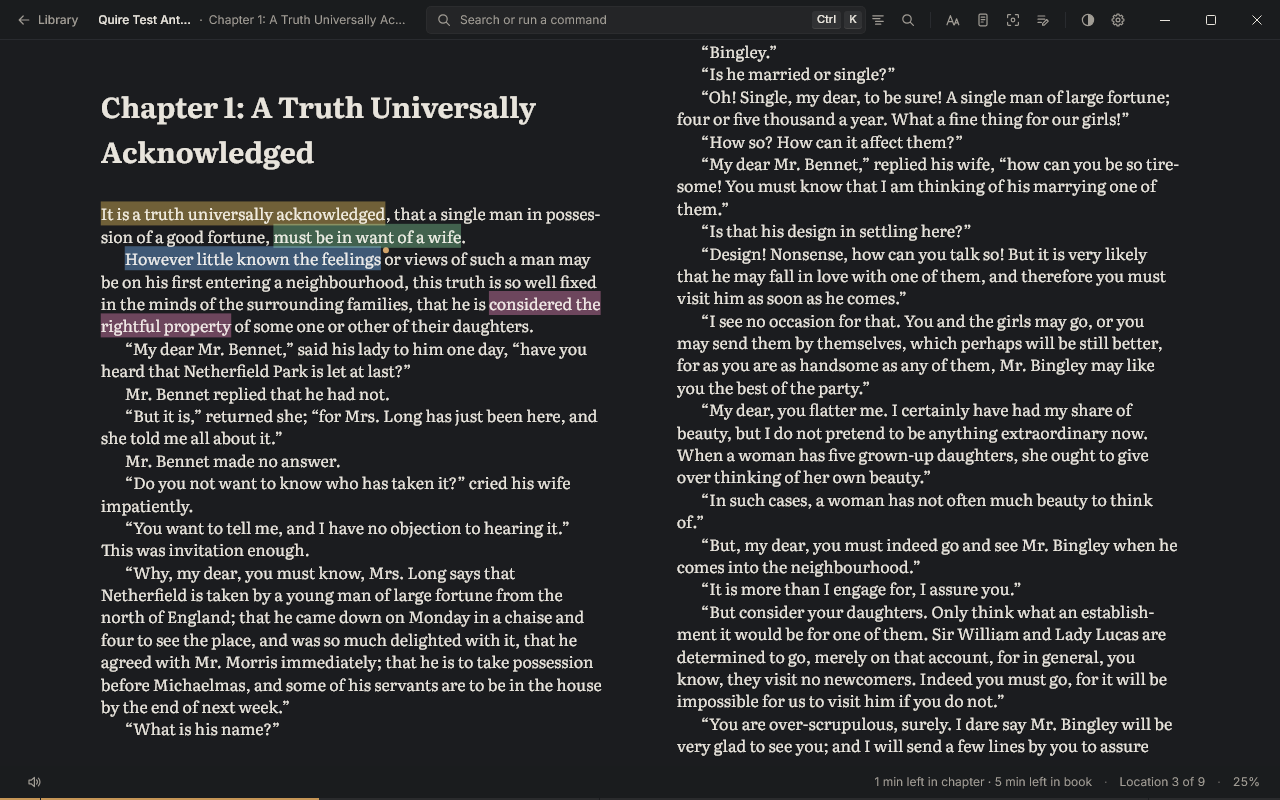 Library
Quire Test Ant... · Chapter 1: A Truth Universally Ac...
Search or run a command
Ctrl K
Chapter 1: A Truth Universally
Acknowledged
It is a truth universally acknowledged, that a single man in posses-
sion of a good fortune, must be in want of a wife.
However little known the feelings or views of such a man may
be on his first entering a neighbourhood, this truth is so well fixed
in the minds of the surrounding families, that he is considered the
rightful property of some one or other of their daughters.
“My dear Mr. Bennet,” said his lady to him one day, “have you
heard that Netherfield Park is let at last?”
Mr. Bennet replied that he had not.
“But it is,” returned she; “for Mrs. Long has just been here, and
she told me all about it.”
Mr. Bennet made no answer.
“Do you not want to know who has taken it?” cried his wife
impatiently.
“You want to tell me, and I have no objection to hearing it.”
This was invitation enough.
“Why, my dear, you must know, Mrs. Long says that
Netherfield is taken by a young man of large fortune from the
north of England; that he came down on Monday in a chaise and
four to see the place, and was so much delighted with it, that he
agreed with Mr. Morris immediately; that he is to take possession
before Michaelmas, and some of his servants are to be in the house
by the end of next week.”
“What is his name?”
“Bingley.”
“Is he married or single?”
“Oh! Single, my dear, to be sure! A single man of large fortune;
four or five thousand a year. What a fine thing for our girls!”
“How so? How can it affect them?”
“My dear Mr. Bennet,” replied his wife, “how can you be so tire-
some! You must know that I am thinking of his marrying one of
them.”
“Is that his design in settling here?”
“Design! Nonsense, how can you talk so! But it is very likely
that he may fall in love with one of them, and therefore you must
visit him as soon as he comes.”
“I see no occasion for that. You and the girls may go, or you
may send them by themselves, which perhaps will be still better,
for as you are as handsome as any of them, Mr. Bingley may like
you the best of the party.”
“My dear, you flatter me. I certainly have had my share of
beauty, but I do not pretend to be anything extraordinary now.
When a woman has five grown-up daughters, she ought to give
over thinking of her own beauty.”
“In such cases, a woman has not often much beauty to think
of.”
“But, my dear, you must indeed go and see Mr. Bingley when he
comes into the neighbourhood.”
“It is more than I engage for, I assure you.”
“But consider your daughters. Only think what an establish-
ment it would be for one of them. Sir William and Lady Lucas are
determined to go, merely on that account, for in general, you
know, they visit no newcomers. Indeed you must go, for it will be
impossible for us to visit him if you do not.”
“You are over-scrupulous, surely. I dare say Mr. Bingley will be
very glad to see you; and I will send a few lines by you to assure
1 min left in chapter · 5 min left in book · Location 3 of 9 · 25%